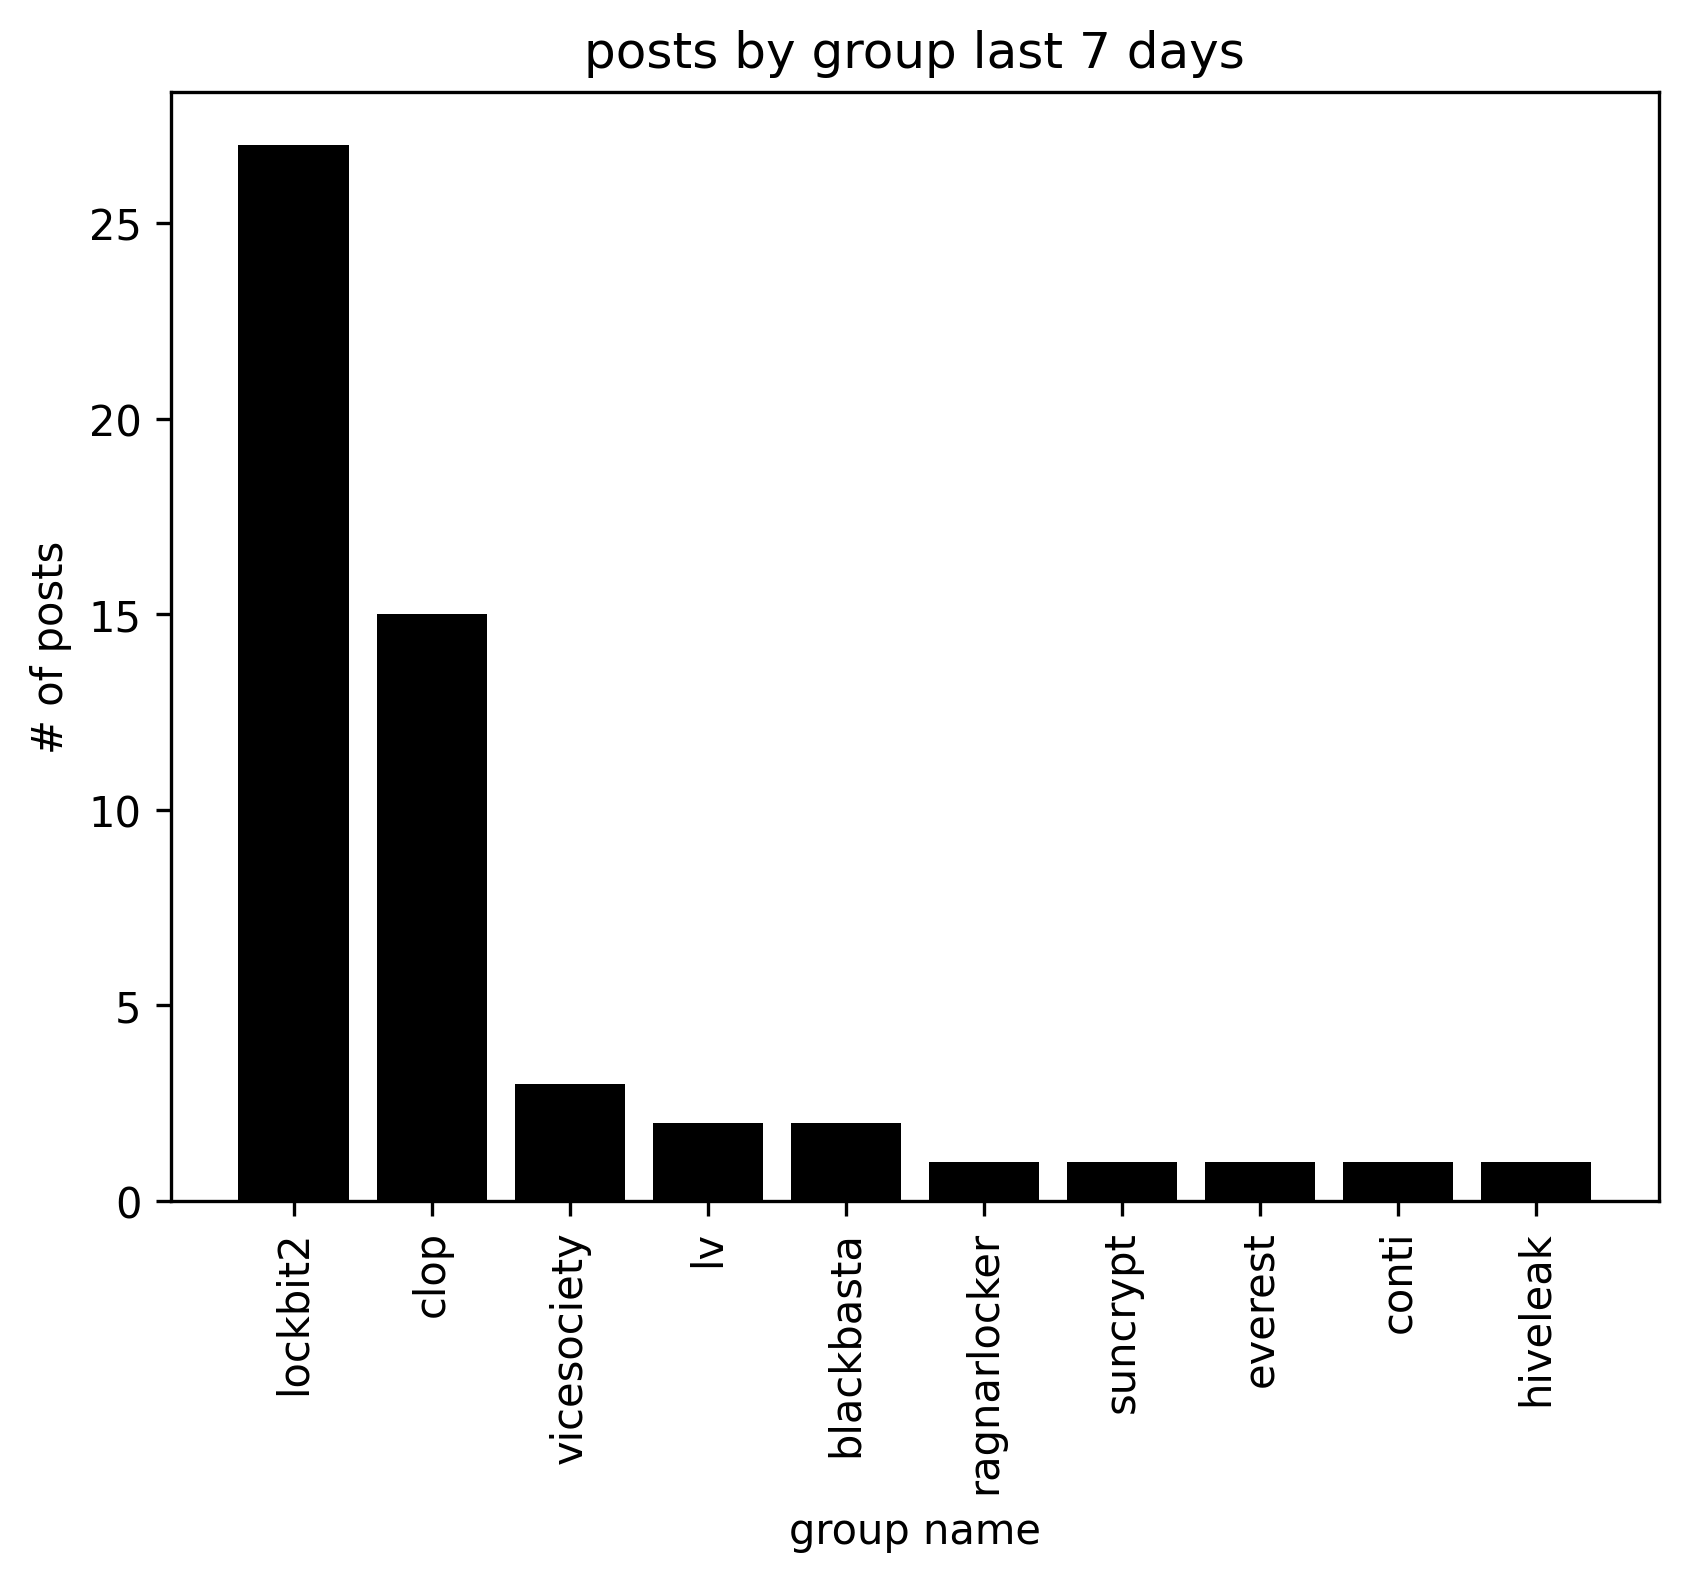 posts by group last 7 days
# of posts
25
20
15
10
5
0
lockbit2
clop
vicesociety
lv
blackbasta
ragnarlocker
suncrypt
everest
conti
hiveleak
group name